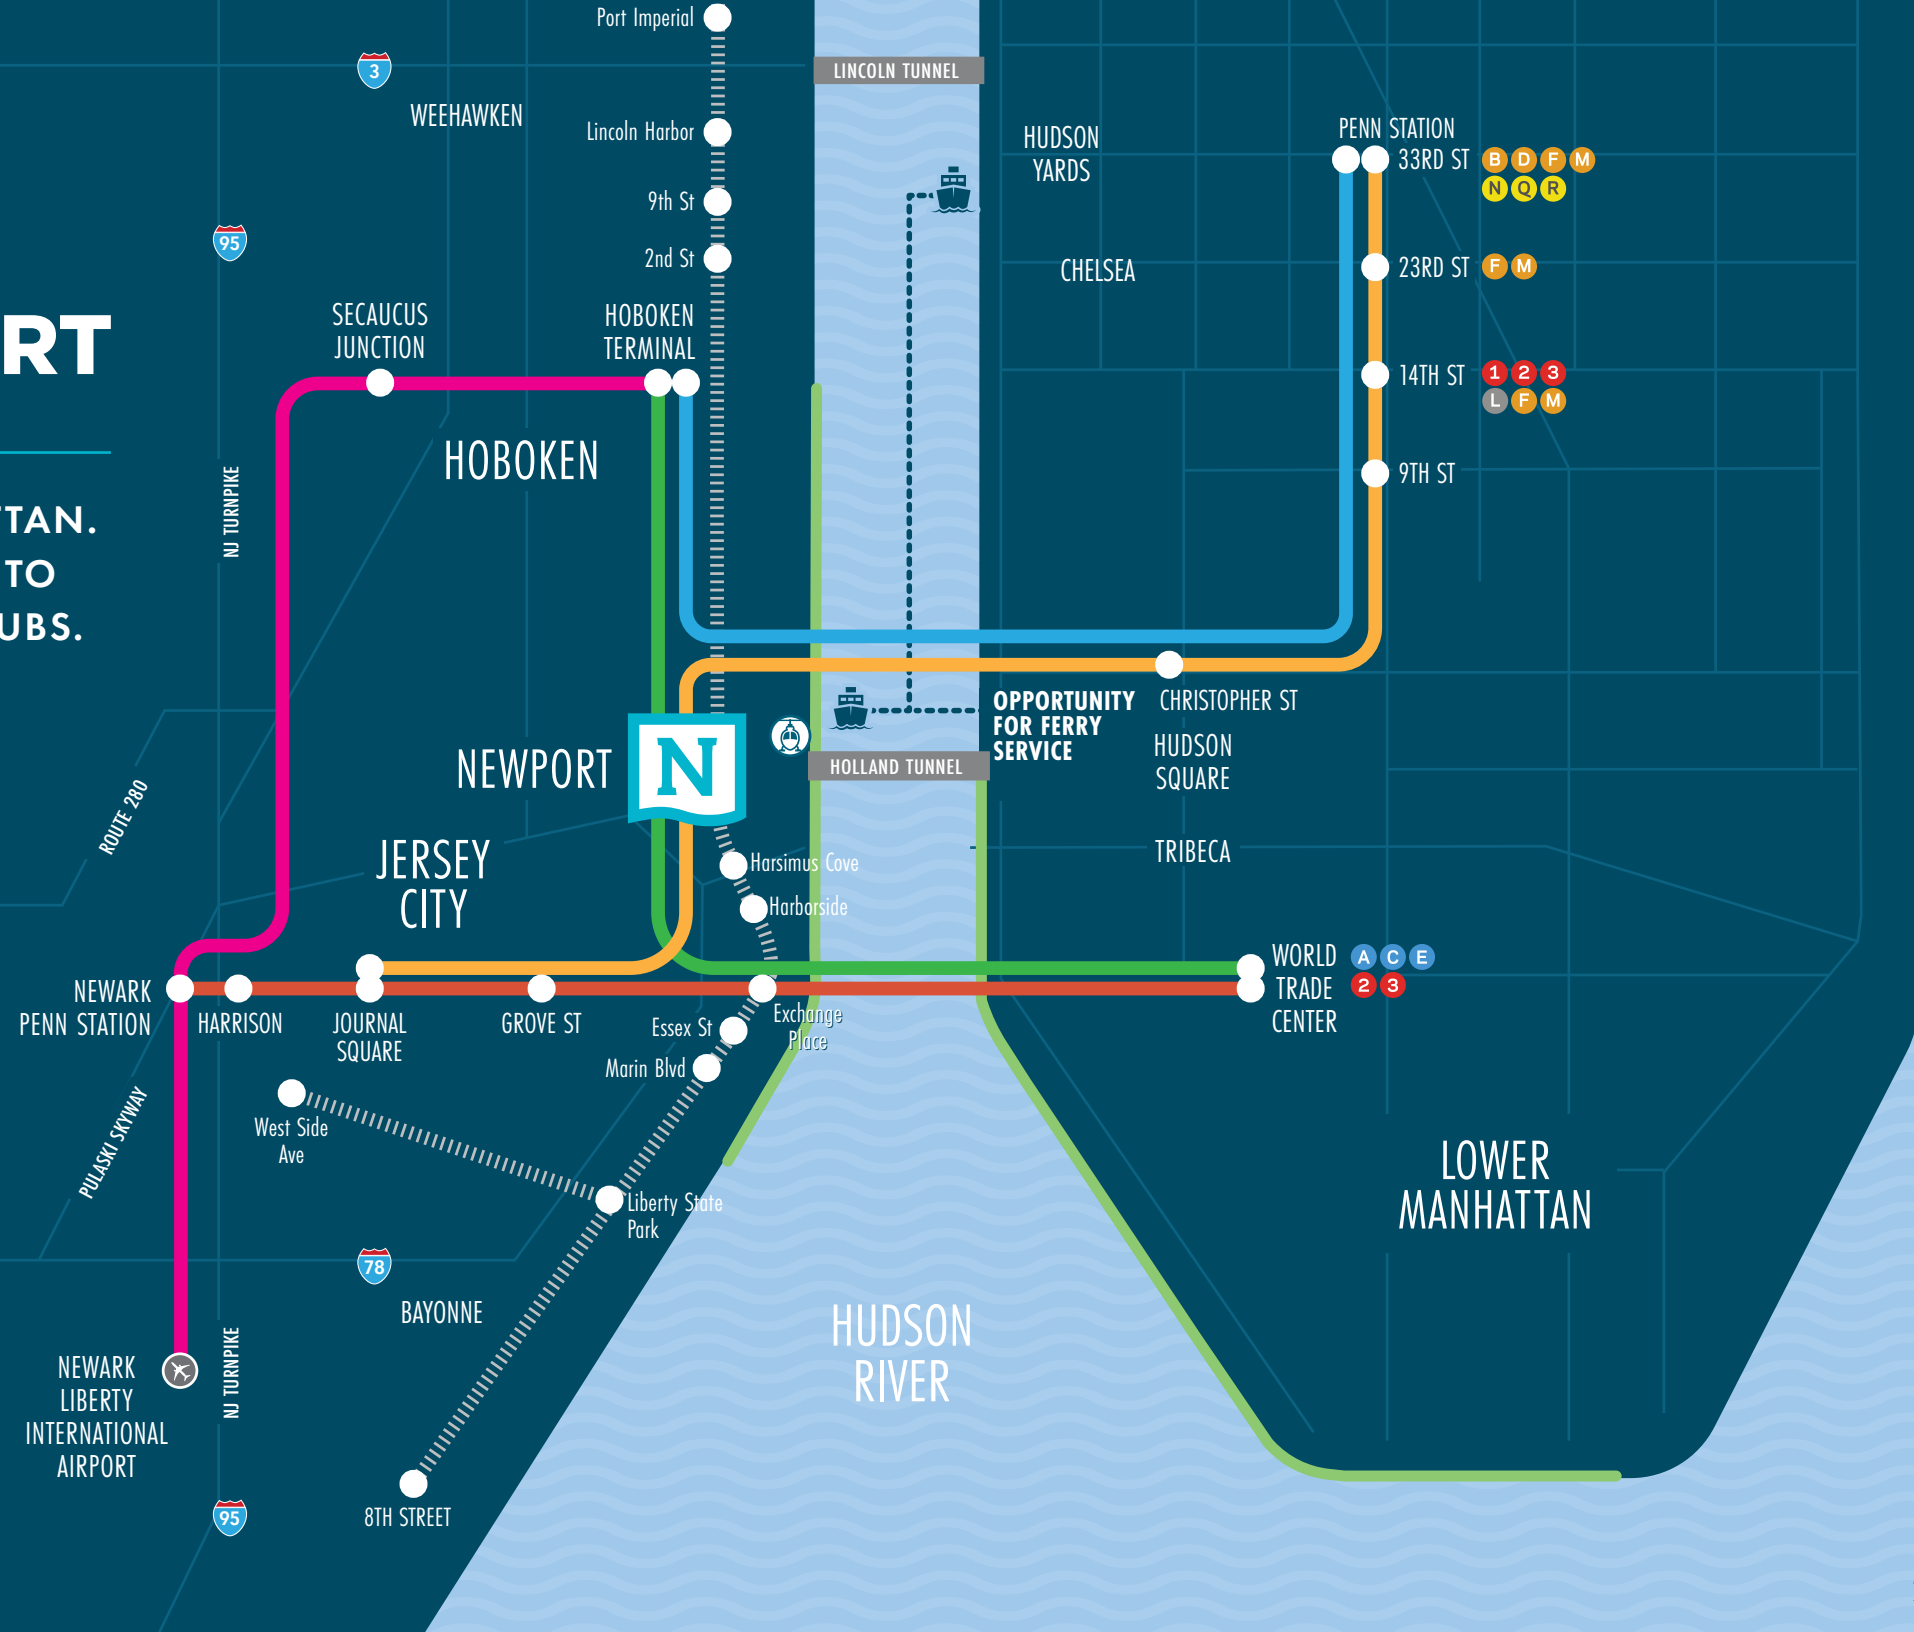 Port Imperial
3
LINCOLN TUNNEL
WEEHAWKEN
Lincoln Harbor
HUDSON
YARDS
PENN STATION
33RD ST B D F M
N Q R
9th St
95
2nd St
CHELSEA
23RD ST F M
RT
SECAUCUS
JUNCTION
HOBOKEN
TERMINAL
14TH ST 1 2 3
L F M
HOBOKEN
9TH ST
NJ TURNPIKE
TTAN.
TO
UBS.
OPPORTUNITY
FOR FERRY
SERVICE
CHRISTOPHER ST
HUDSON
SQUARE
NEWPORT
N
HOLLAND TUNNEL
ROUTE 280
JERSEY
CITY
TRIBECA
Harsimus Cove
Harborside
WORLD
TRADE
CENTER
A C E
2 3
NEWARK
PENN STATION
HARRISON
JOURNAL
SQUARE
GROVE ST
Exchange
Place
Essex St
Marin Blvd
PULASKI SKYWAY
West Side
Ave
LOWER
MANHATTAN
Liberty State
Park
78
BAYONNE
HUDSON
RIVER
NEWARK
LIBERTY
INTERNATIONAL
AIRPORT
NJ TURNPIKE
95
8TH STREET